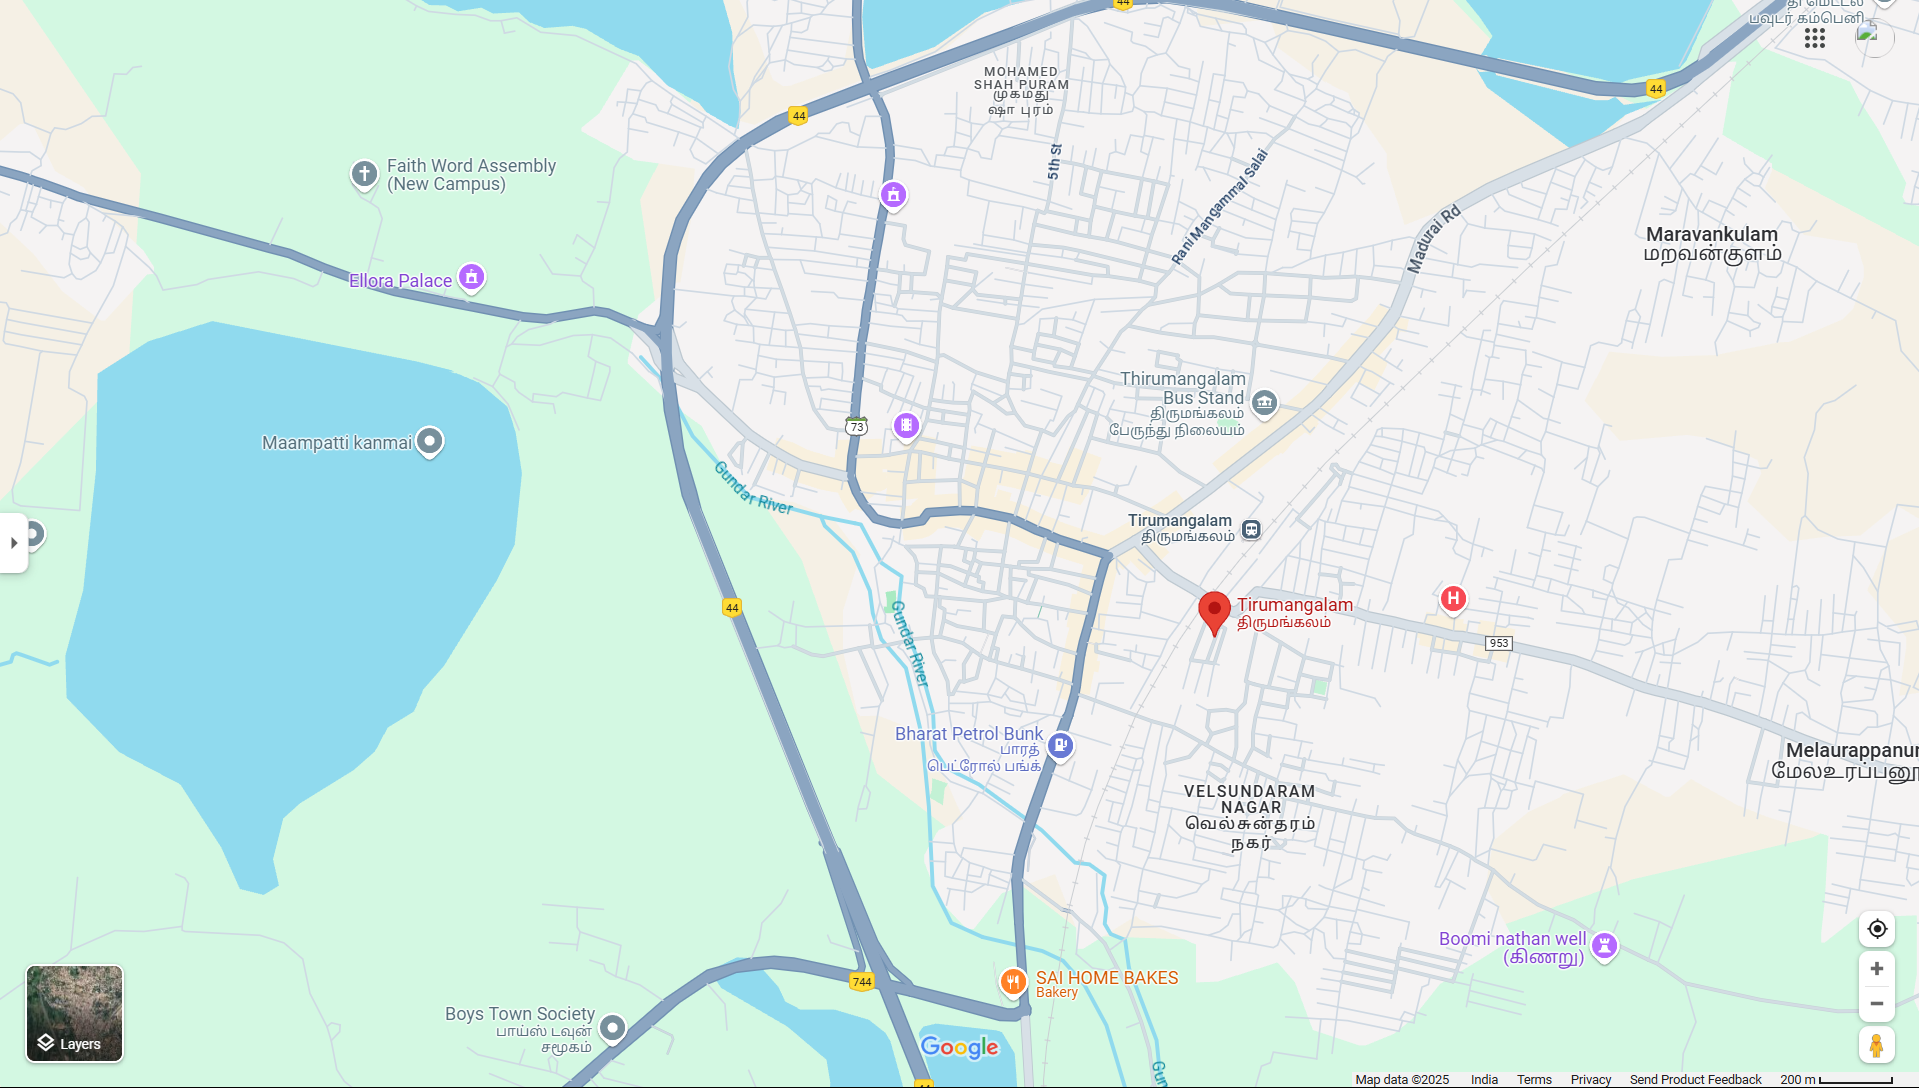 44
தி மெட்டல்
பவுடர் கம்பெனி
44
44
MOHAMED
SHAH PURAM
முகமது
ஷா புரம்
5th St
Rani Mangammal Salai
Madurai Rd
Faith Word Assembly
(New Campus)
Maravankulam
மறவன்குளம்
Ellora Palace
Thirumangalam
Bus Stand
திருமங்கலம்
பேருந்து நிலையம்
73
Maampatti kanmai
Gundar River
Tirumangalam
திருமங்கலம்
44
Gundar River
Tirumangalam
திருமங்கலம்
H
953
Bharat Petrol Bunk
பாரத்
பெட்ரோல் பங்க்
Melaurappanur
மேலஉரப்பனூ
VELSUNDARAM
NAGAR
வெல்சுன்தரம்
நகர்
Boomi nathan well
(கிணறு)
744
SAI HOME BAKES
Bakery
Boys Town Society
பாய்ஸ் டவுன்
சமூகம்
Layers
Google
Gun
44
Map data ©2025 India Terms Privacy Send Product Feedback 200 m